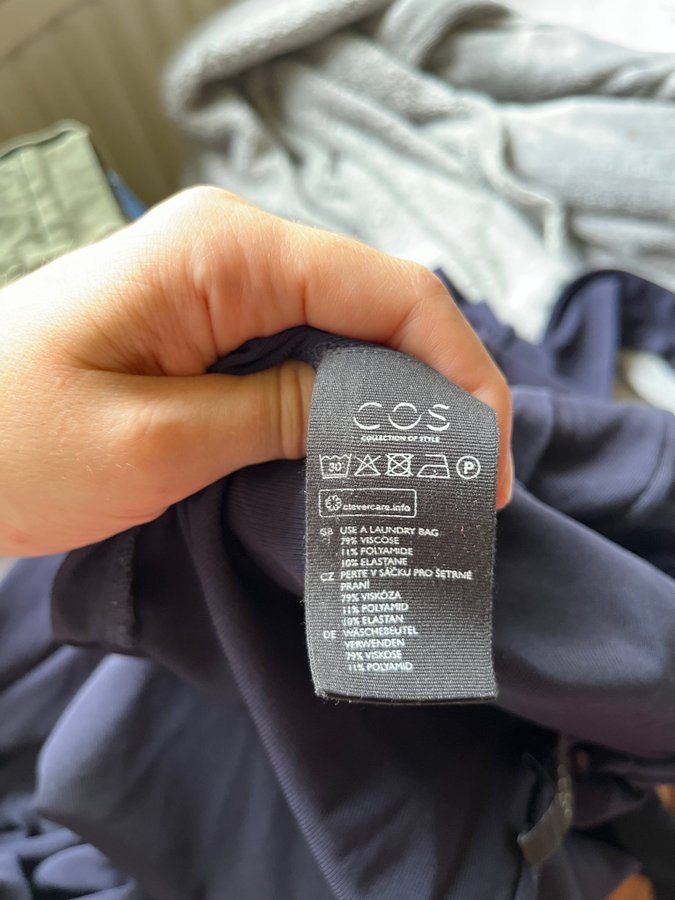 COS
COLLECTION OF STYLE
30 P
clevercare.info
GB USE A LAUNDRY BAG
79% VISCOSE
11% POLYAMIDE
10% ELASTANE
CZ PERTE V SÁČKU PRO ŠETRNÉ
PRANÍ
79% VISKÓZA
11% POLYAMID
10% ELASTAN
DE WÄSCHEBEUTEL
VERWENDEN
79% VISKOSE
11% POLYAMID